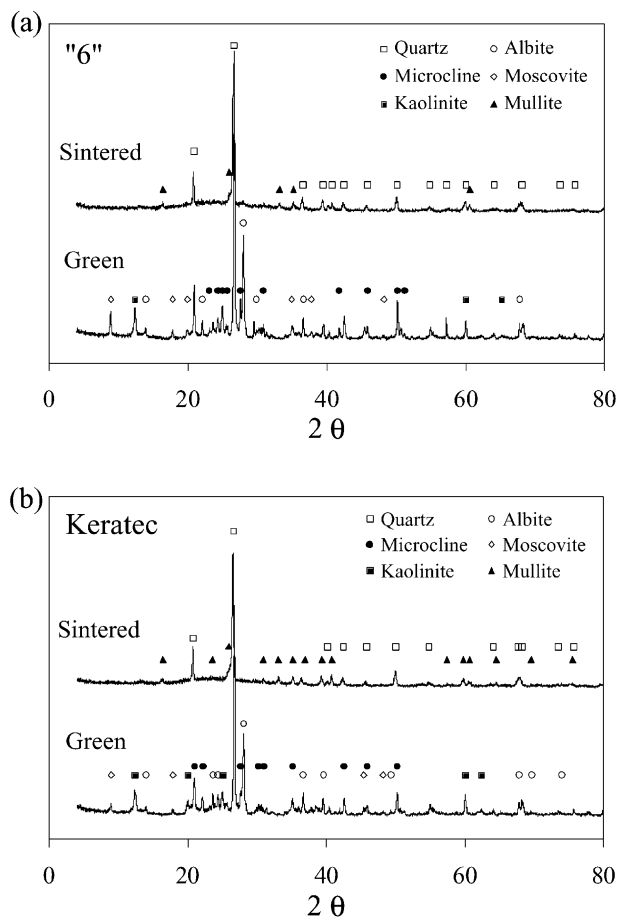 (a)
"6"
Quartz Albite
Microcline Moscovite
Kaolinite Mullite
Sintered
Green
0 20 40 60 80
2 θ
(b)
Keratec
Quartz Albite
Microcline Moscovite
Kaolinite Mullite
Sintered
Green
0 20 40 60 80
2 θ